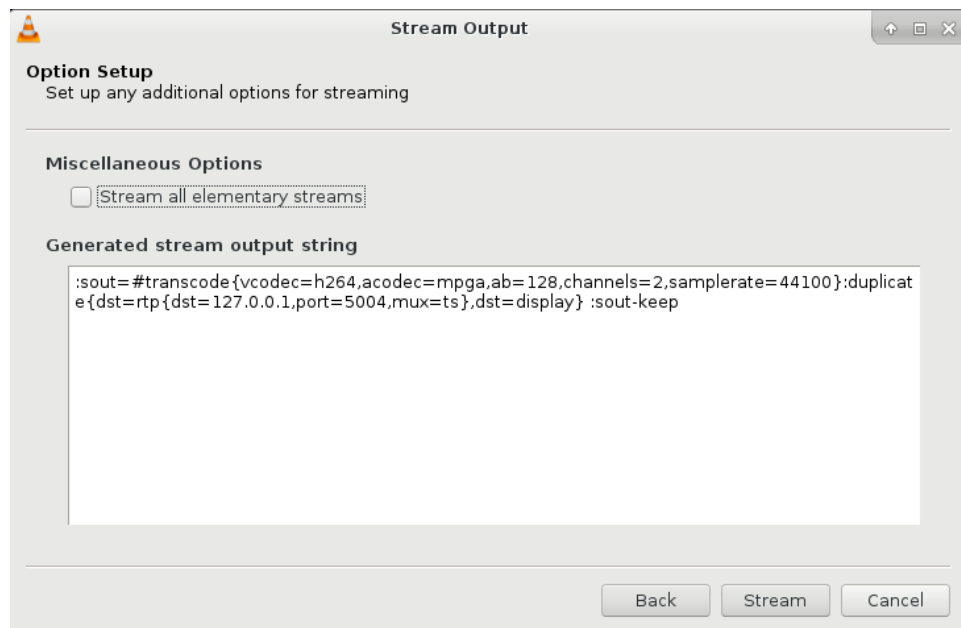 Stream Output
Option Setup
Set up any additional options for streaming
Miscellaneous Options
Stream all elementary streams
Generated stream output string
:sout=#transcode{vcodec=h264,acodec=mpga,ab=128,channels=2,samplerate=44100}:duplicat
e{dst=rtp{dst=127.0.0.1,port=5004,mux=ts},dst=display} :sout-keep
Back Stream Cancel